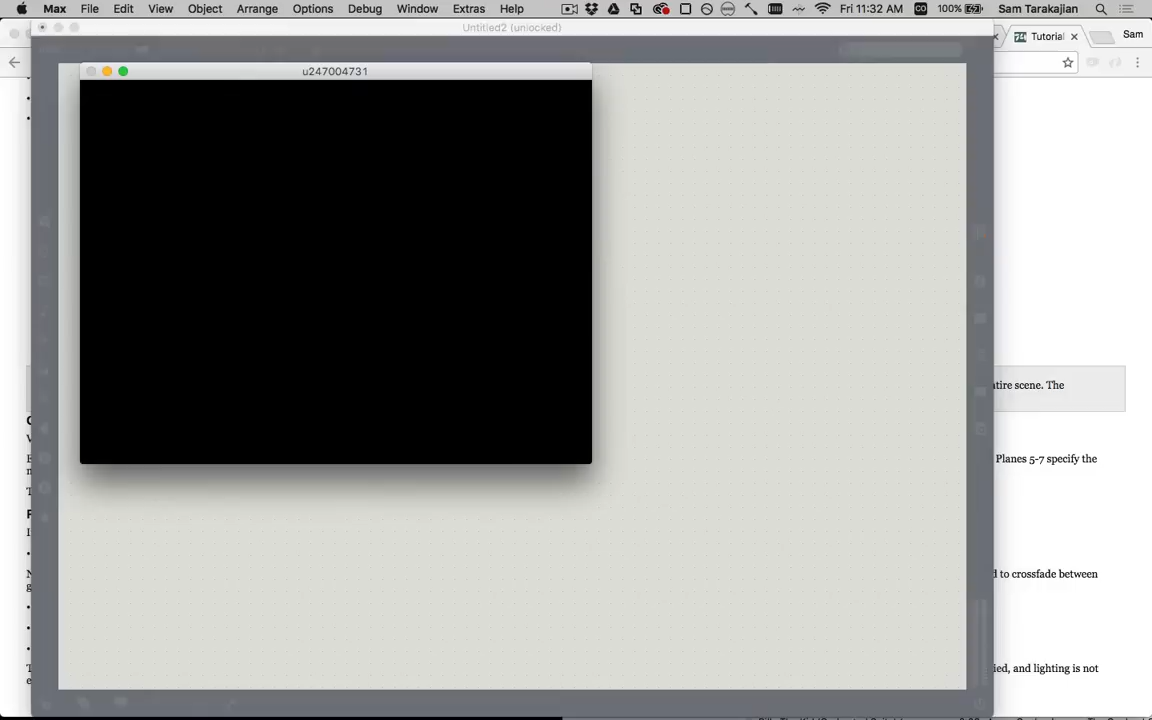 Max File Edit View Object Arrange Options Debug Window Extras Help Fri 11:32 AM 100% Sam Tarakajian
Untitled2 (unlocked)
Tutorial Sam
u247004731
ntire scene. The
Planes 5-7 specify the
d to crossfade between
ied, and lighting is not